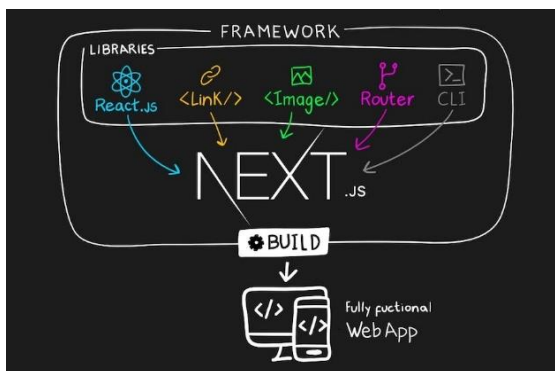 FRAMEWORK
LIBRARIES
React.js
<Link/>
<Image/>
Router
CLI
NEXT.JS
BUILD
</>
</>
Fully fuctional
Web App